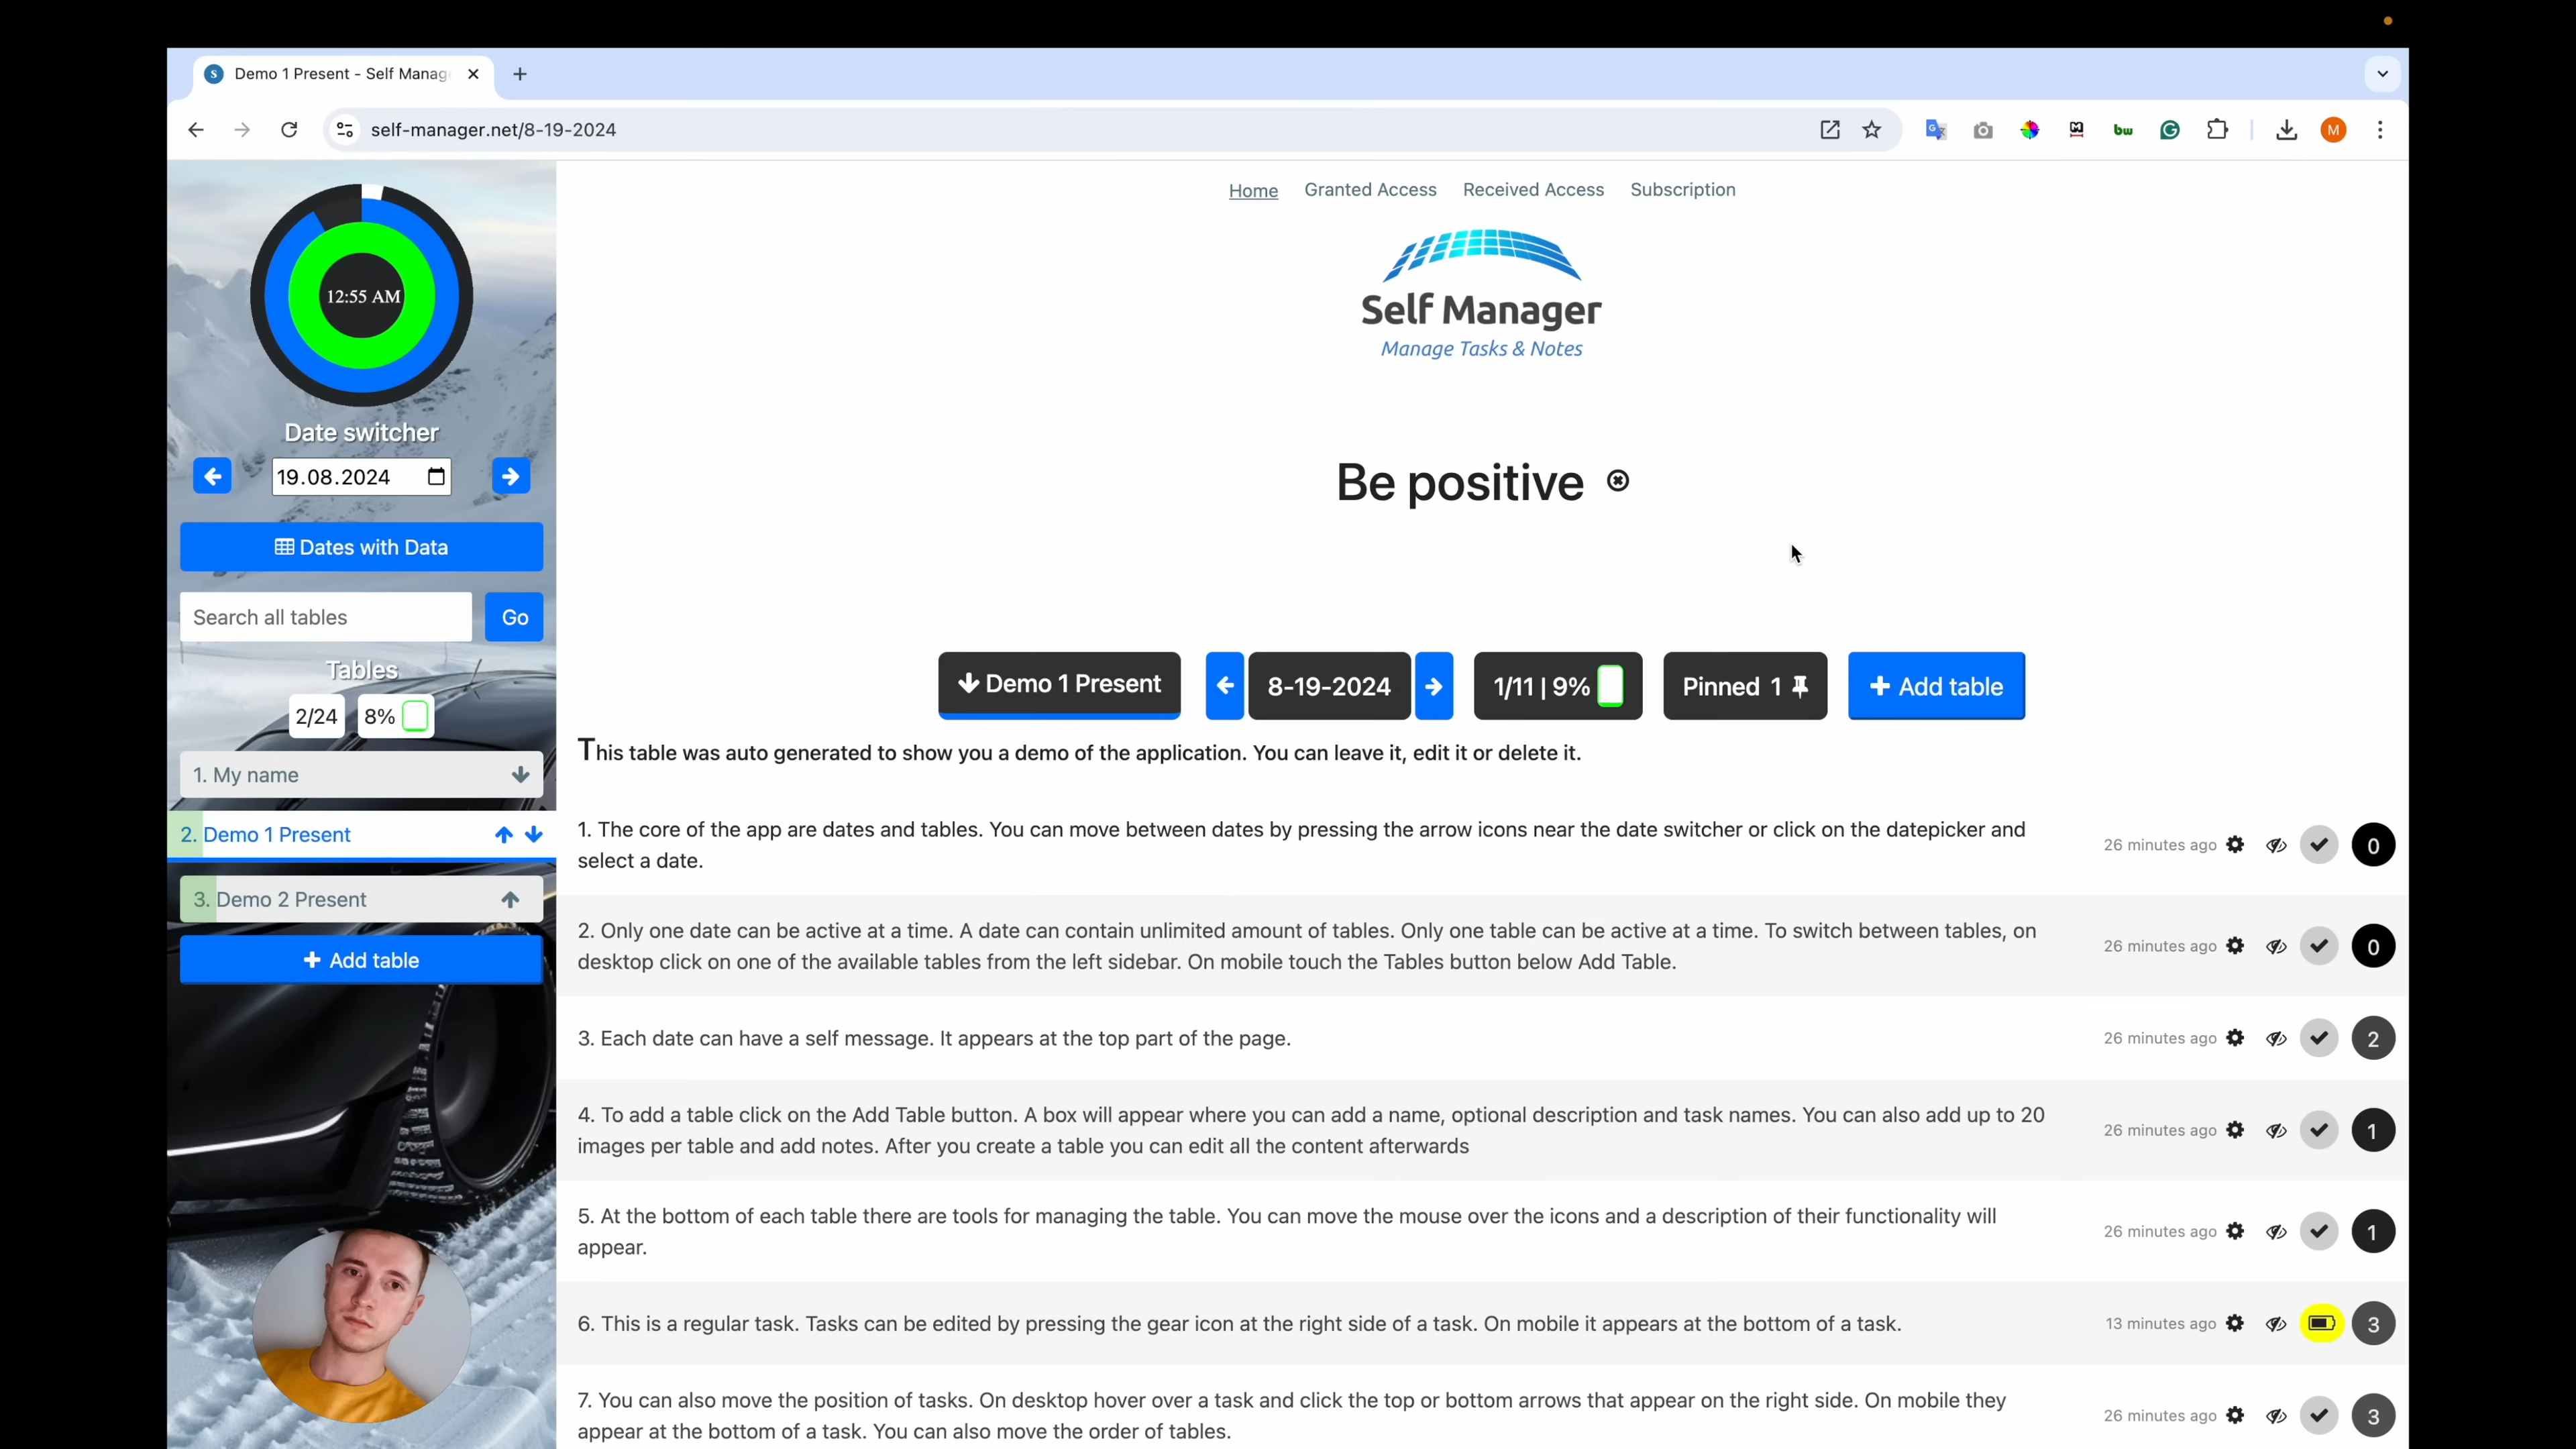 Demo 1 Present - Self Manag
self-manager.net/8-19-2024
M
12:55 AM
Date switcher
19.08.2024
Dates with Data
Search all tables
Go
Tables
2/24
8%
1. My name
2. Demo 1 Present
3. Demo 2 Present
Add table
Home
Granted Access
Received Access
Subscription
Self Manager
Manage Tasks & Notes
Be positive
Demo 1 Present
8-19-2024
1/11 | 9%
Pinned 1
Add table
This table was auto generated to show you a demo of the application. You can leave it, edit it or delete it.
1. The core of the app are dates and tables. You can move between dates by pressing the arrow icons near the date switcher or click on the datepicker and
select a date.
26 minutes ago
0
2. Only one date can be active at a time. A date can contain unlimited amount of tables. Only one table can be active at a time. To switch between tables, on
desktop click on one of the available tables from the left sidebar. On mobile touch the Tables button below Add Table.
26 minutes ago
0
3. Each date can have a self message. It appears at the top part of the page.
26 minutes ago
2
4. To add a table click on the Add Table button. A box will appear where you can add a name, optional description and task names. You can also add up to 20
images per table and add notes. After you create a table you can edit all the content afterwards
26 minutes ago
1
5. At the bottom of each table there are tools for managing the table. You can move the mouse over the icons and a description of their functionality will
appear.
26 minutes ago
1
6. This is a regular task. Tasks can be edited by pressing the gear icon at the right side of a task. On mobile it appears at the bottom of a task.
13 minutes ago
3
7. You can also move the position of tasks. On desktop hover over a task and click the top or bottom arrows that appear on the right side. On mobile they
appear at the bottom of a task. You can also move the order of tables.
26 minutes ago
3